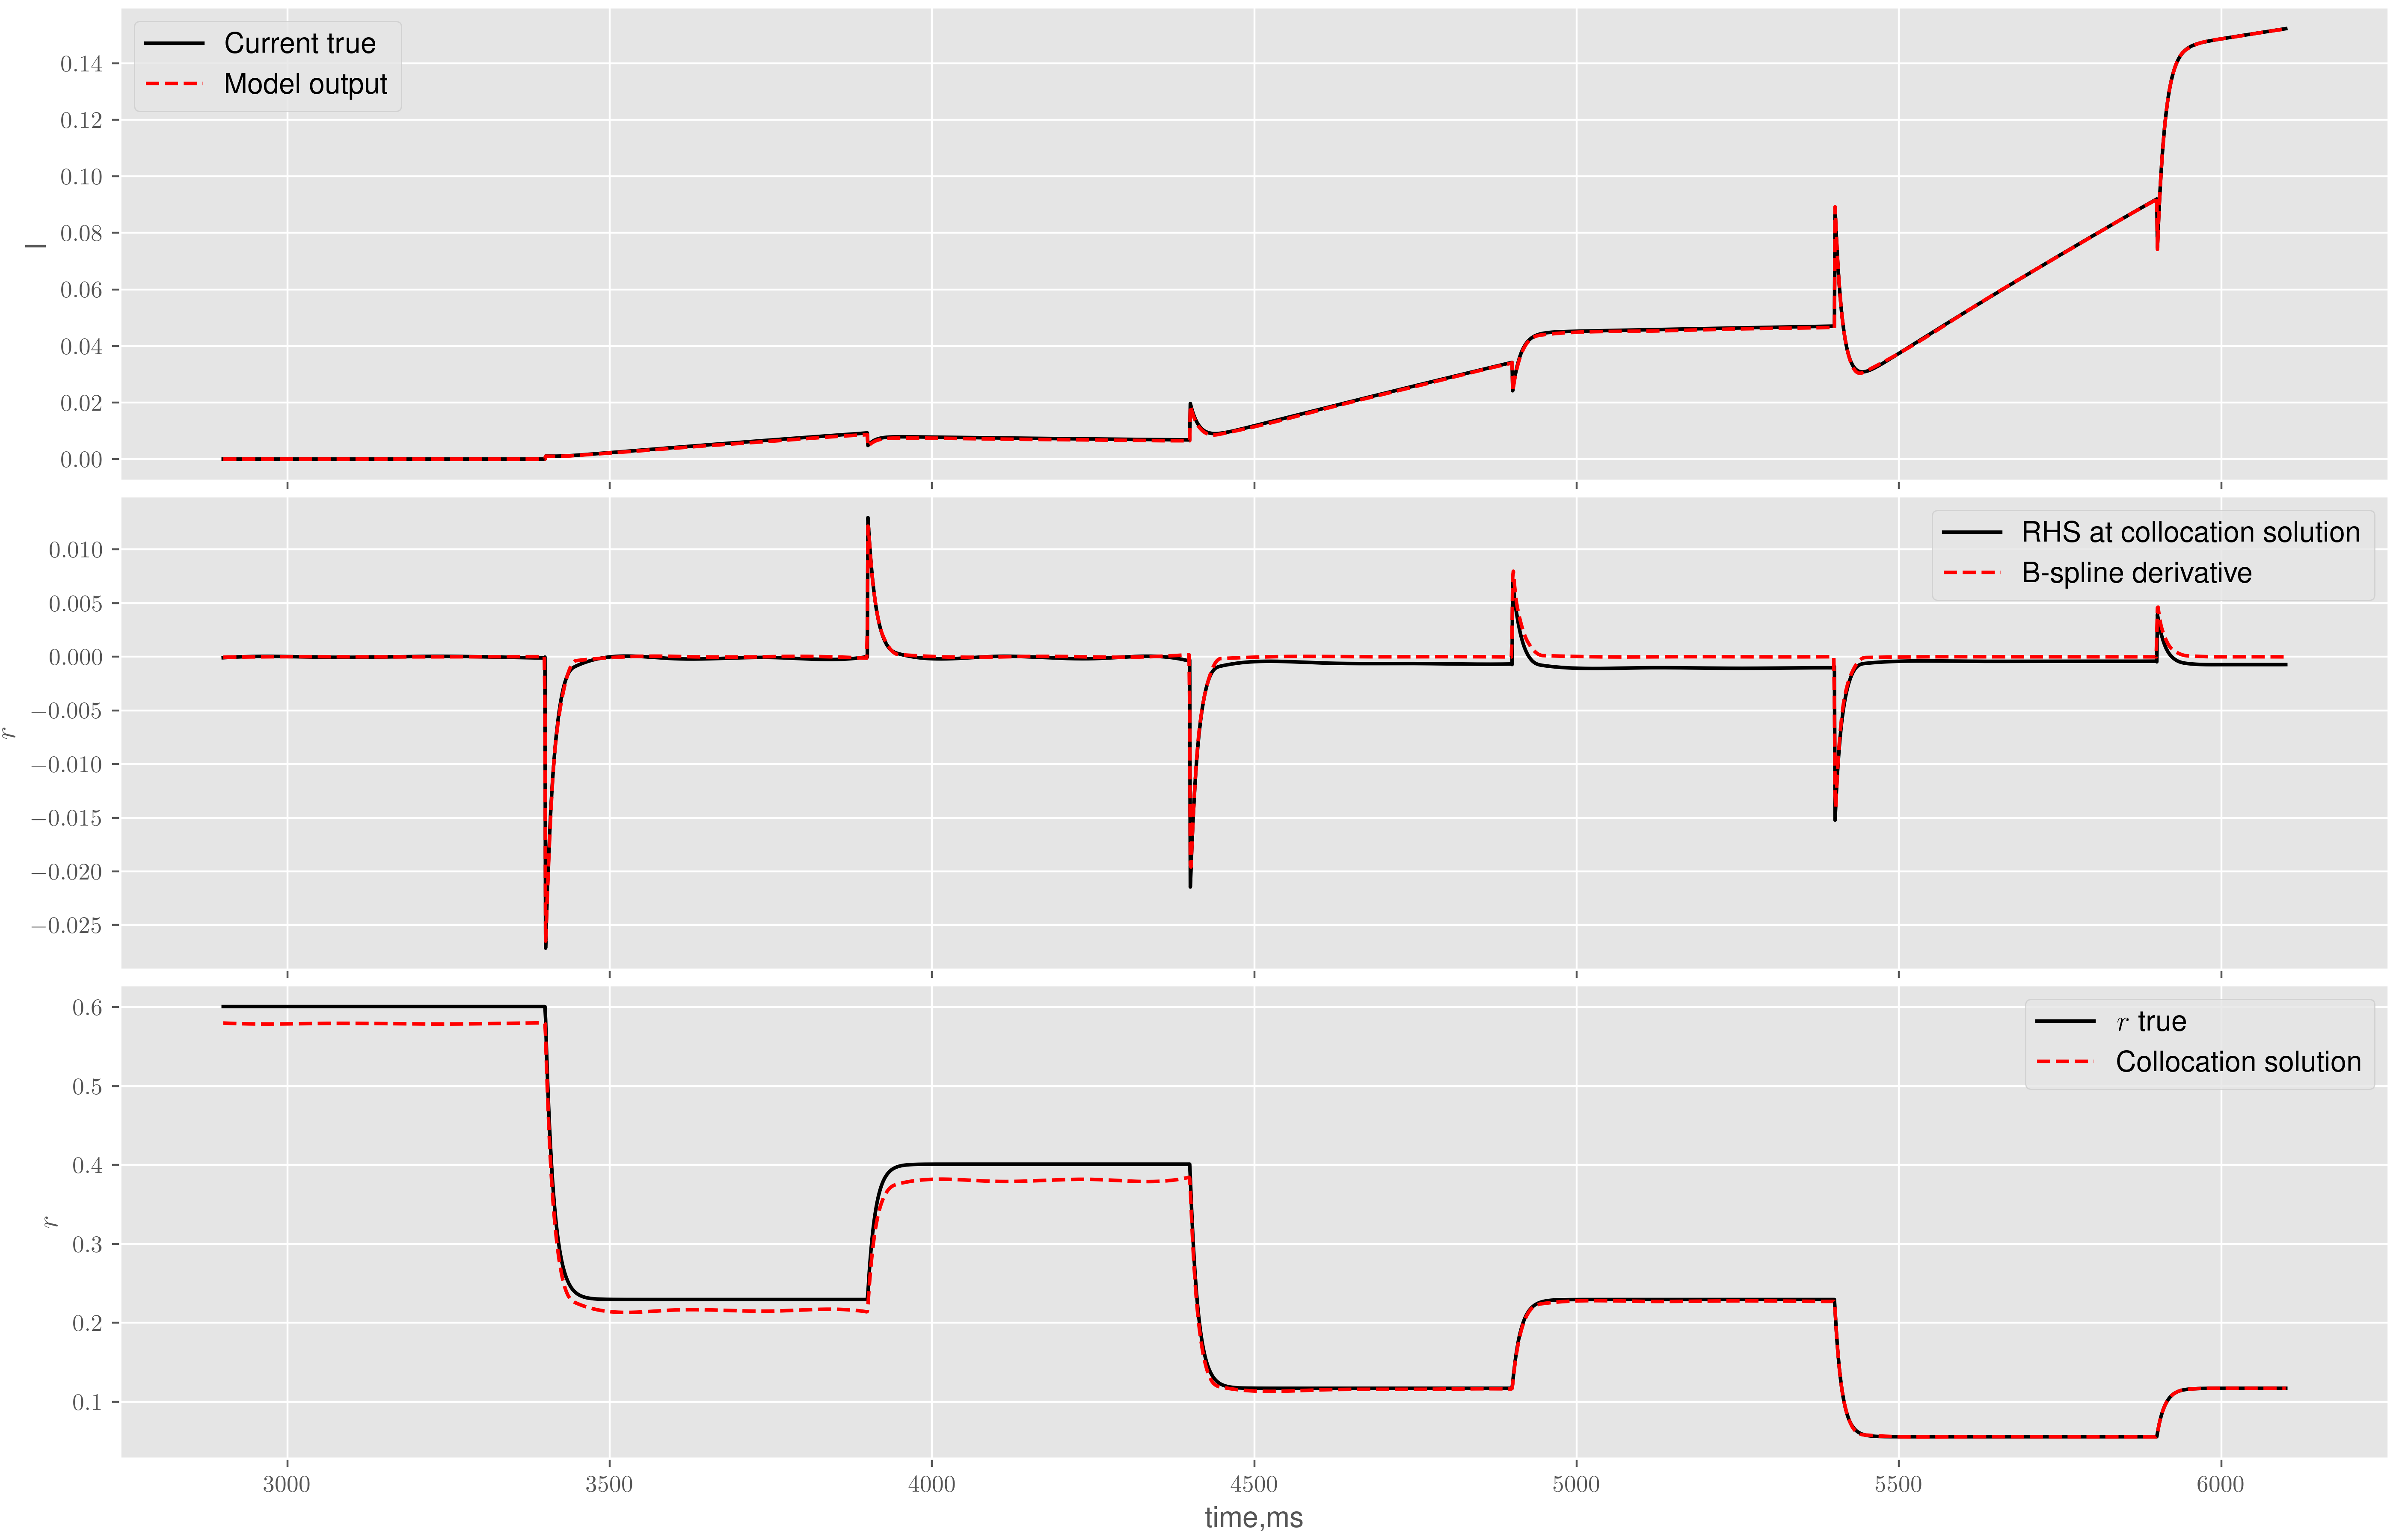 Current true
Model output
0.14
0.12
0.10
0.08
0.06
0.04
0.02
0.00
I
RHS at collocation solution
B-spline derivative
0.010
0.005
0.000
−0.005
−0.010
−0.015
−0.020
−0.025
r
r true
Collocation solution
0.6
0.5
0.4
0.3
0.2
0.1
r
3000 3500 4000 4500 5000 5500 6000
time,ms